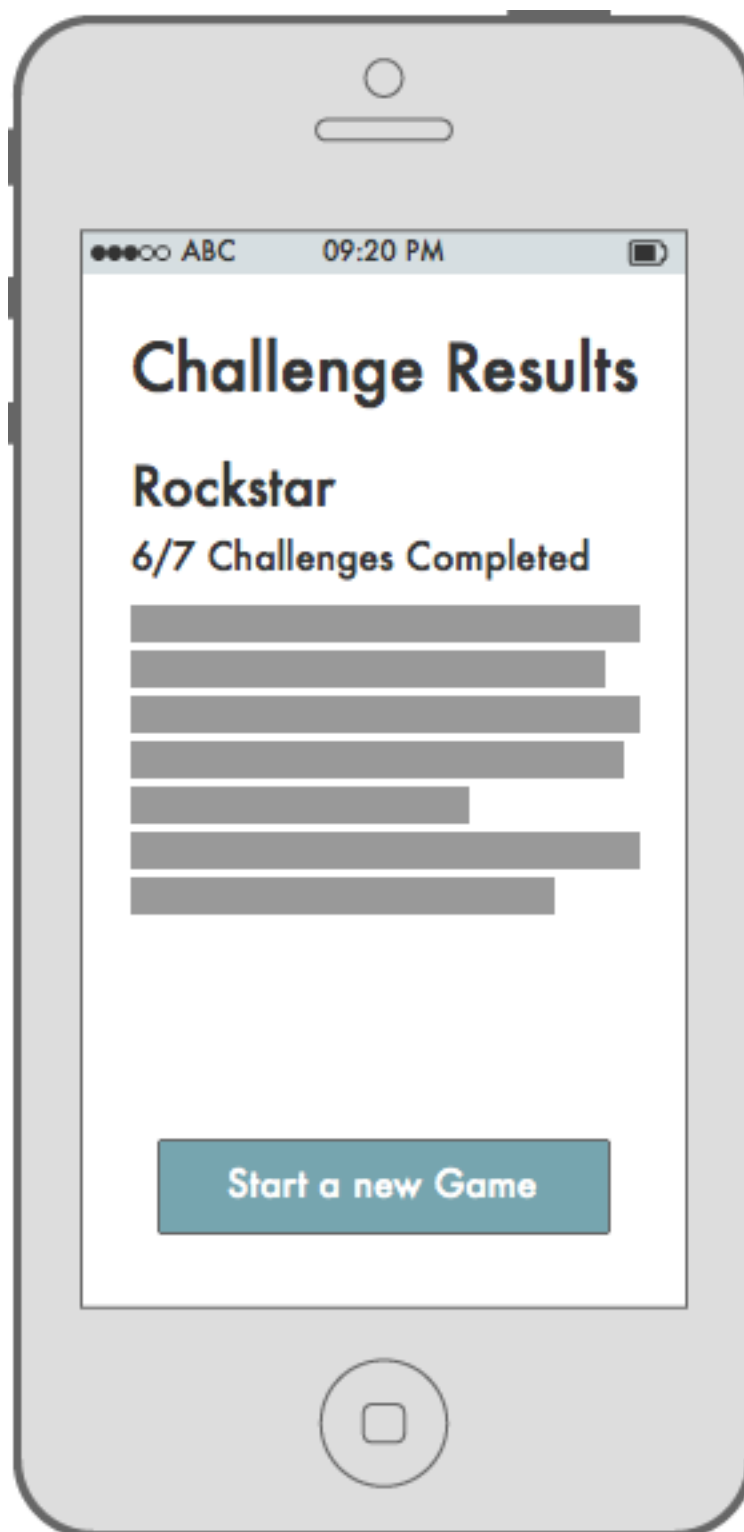 ABC 09:20 PM
Challenge Results
Rockstar
6/7 Challenges Completed
Start a new Game